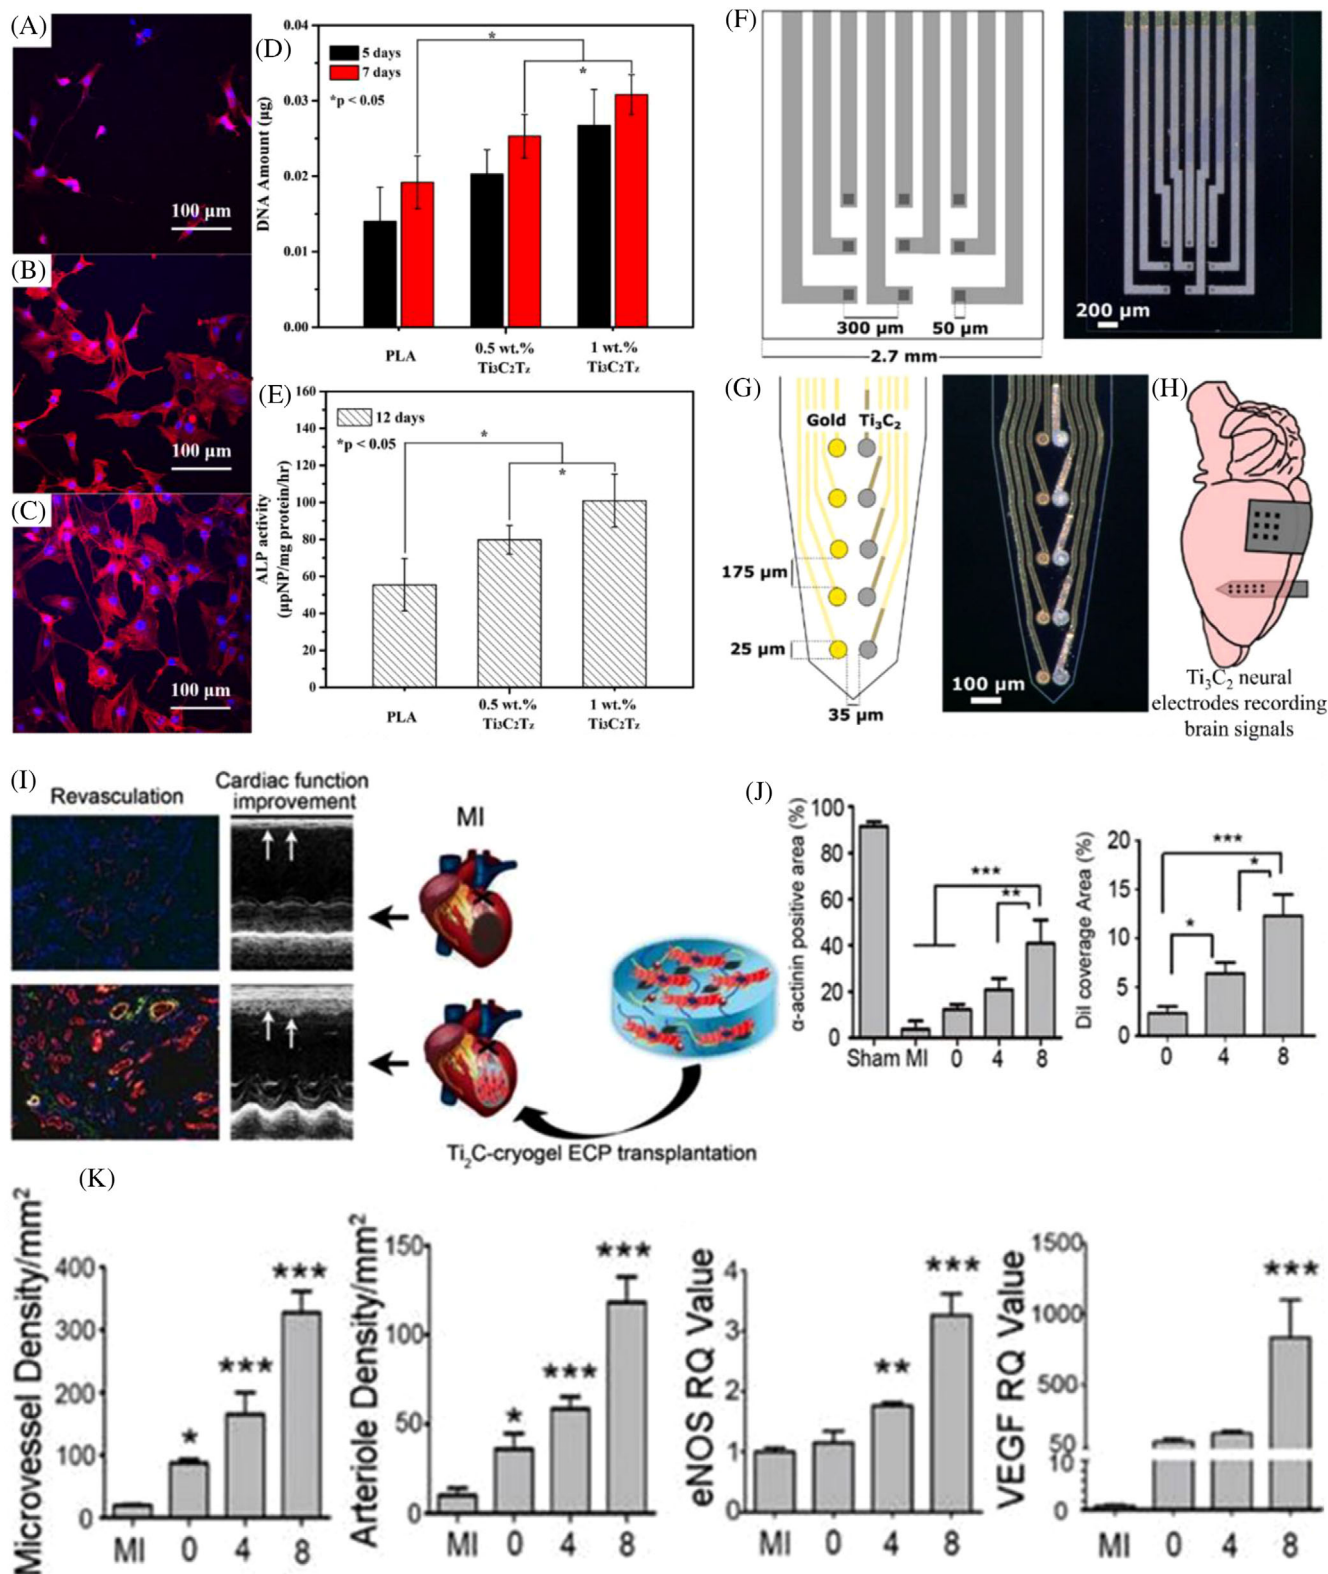 (A)
100 µm
(B)
100 µm
(C)
100 µm
(D)
5 days
7 days
*p < 0.05
*
*
DNA Amount (µg)
0.04
0.03
0.02
0.01
0.00
PLA
0.5 wt.%
Ti₃C₂Tz
1 wt.%
Ti₃C₂Tz
(E)
12 days
*p < 0.05
*
*
ALP activity
(µpNP/mg protein/hr)
160
140
120
100
80
60
40
20
0
PLA
0.5 wt.%
Ti₃C₂Tz
1 wt.%
Ti₃C₂Tz
(F)
300 µm
50 µm
2.7 mm
200 µm
(G)
Gold
Ti₃C₂
175 µm
25 µm
35 µm
100 µm
(H)
Ti₃C₂ neural
electrodes recording
brain signals
(I)
Revasculation
Cardiac function
improvement
MI
Ti₂C-cryogel ECP transplantation
(J)
α-actinin positive area (%)
100
80
60
40
20
0
***
**
Sham MI 0 4 8
Dil coverage Area (%)
20
15
10
5
0
***
*
*
0 4 8
(K)
Microvessel Density/mm²
400
300
200
100
0
*
***
***
MI 0 4 8
Arteriole Density/mm²
150
100
50
0
*
***
***
MI 0 4 8
eNOS RQ Value
4
3
2
1
0
**
***
MI 0 4 8
VEGF RQ Value
1500
1000
500
50
10
0
***
MI 0 4 8